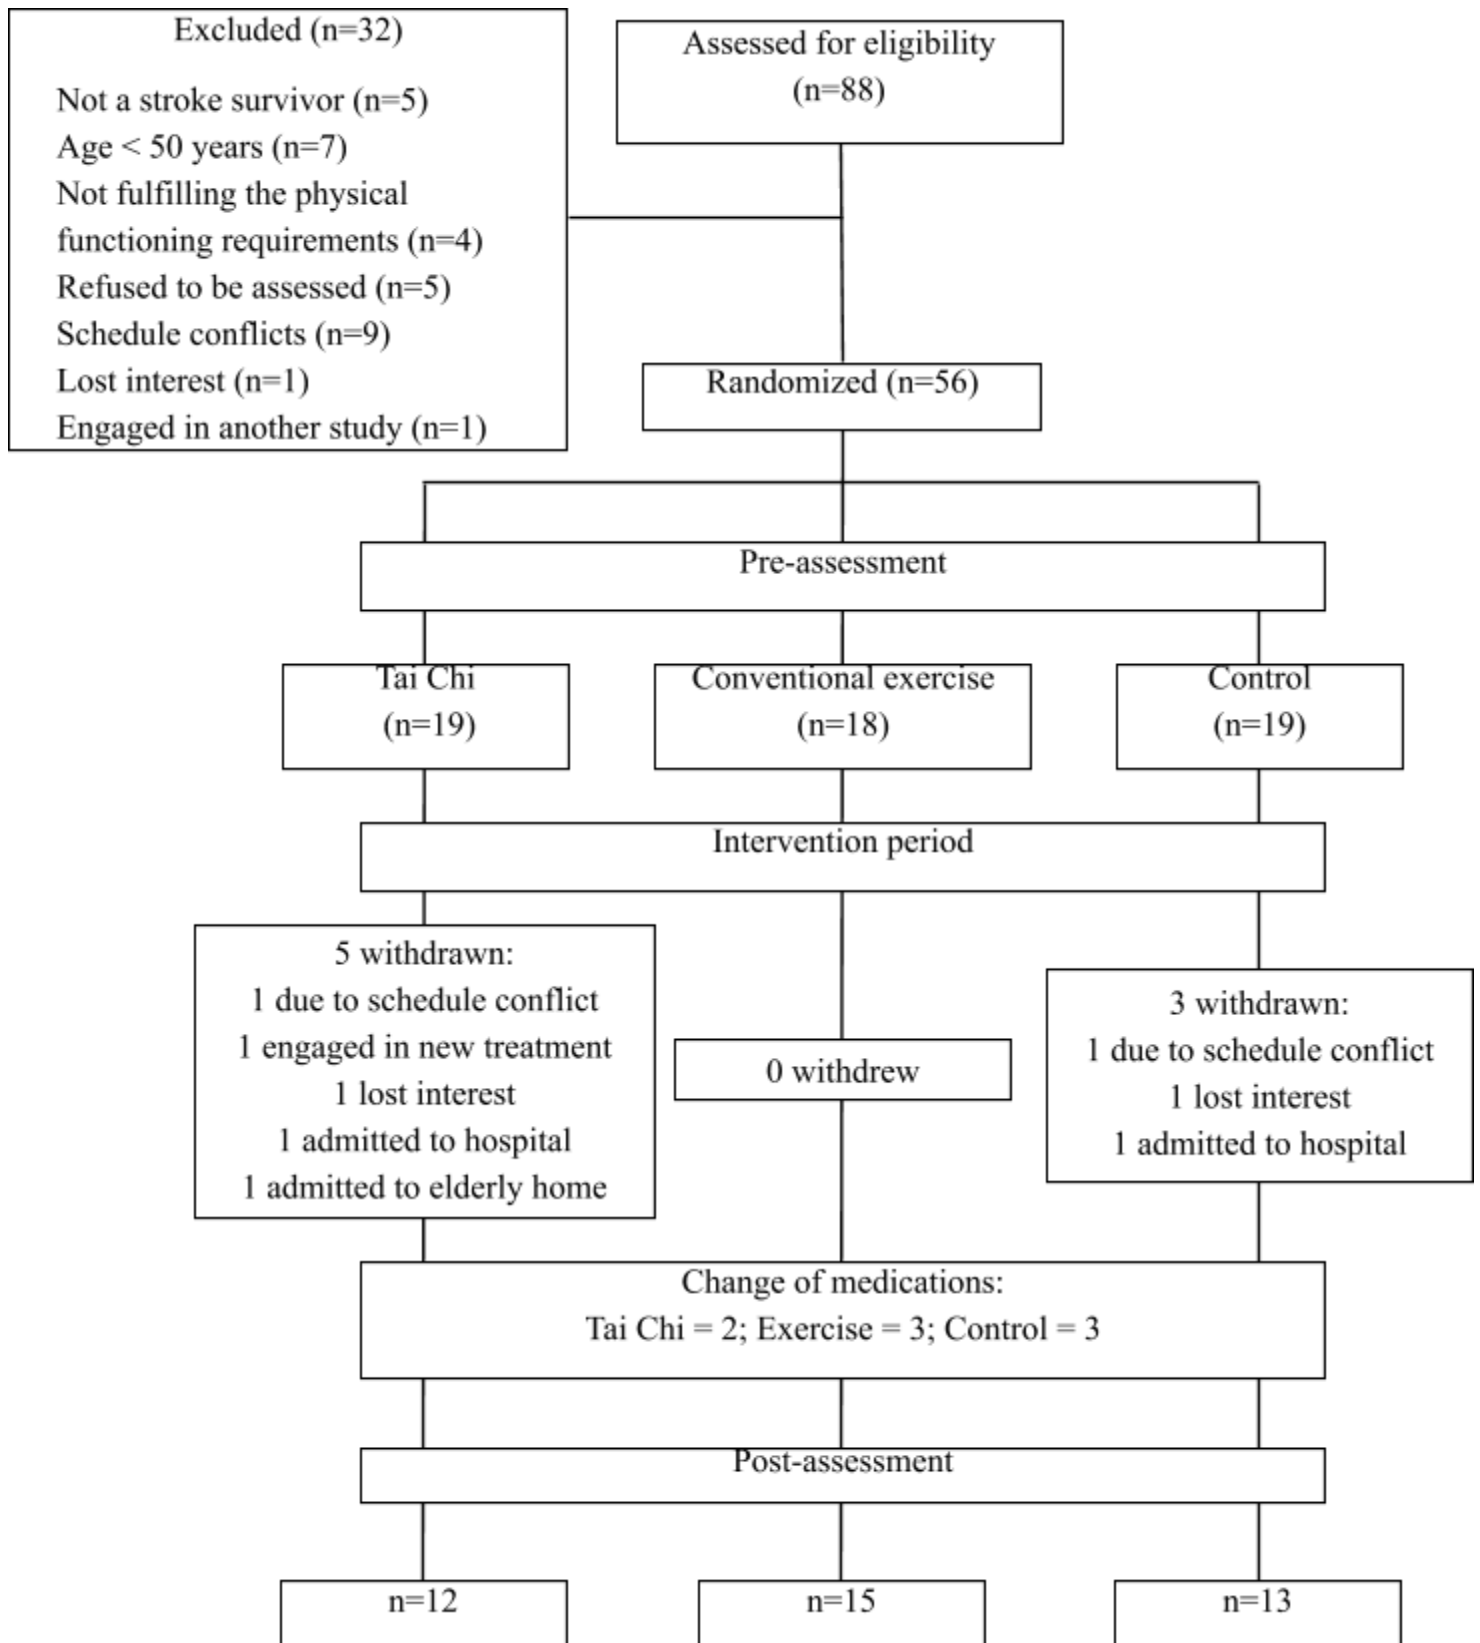 Excluded (n=32)
Not a stroke survivor (n=5)
Age < 50 years (n=7)
Not fulfilling the physical
functioning requirements (n=4)
Refused to be assessed (n=5)
Schedule conflicts (n=9)
Lost interest (n=1)
Engaged in another study (n=1)
Assessed for eligibility
(n=88)
Randomized (n=56)
Pre-assessment
Tai Chi
(n=19)
Conventional exercise
(n=18)
Control
(n=19)
Intervention period
5 withdrawn:
1 due to schedule conflict
1 engaged in new treatment
1 lost interest
1 admitted to hospital
1 admitted to elderly home
0 withdrew
3 withdrawn:
1 due to schedule conflict
1 lost interest
1 admitted to hospital
Change of medications:
Tai Chi = 2; Exercise = 3; Control = 3
Post-assessment
n=12
n=15
n=13